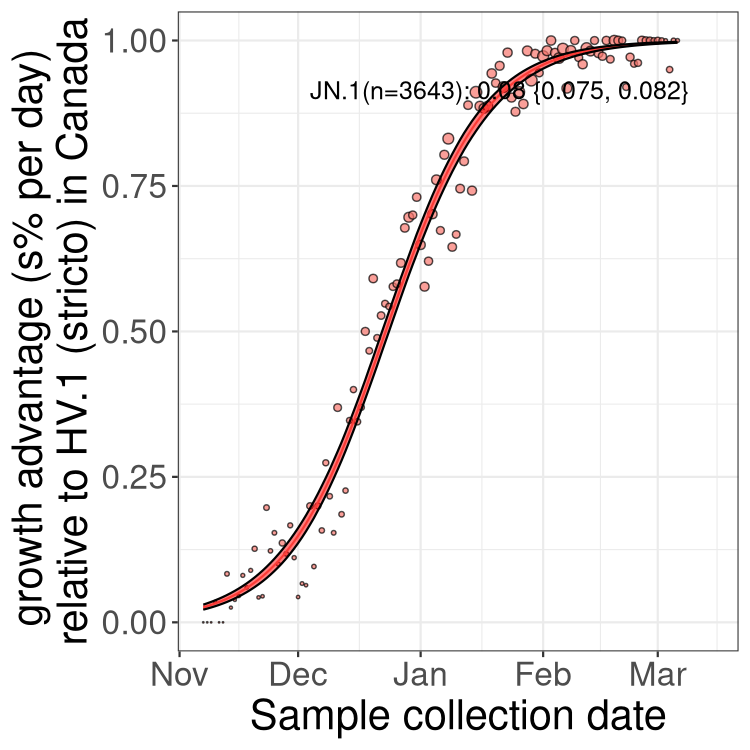 growth advantage (s% per day)
relative to HV.1 (stricto) in Canada
1.00
0.75
0.50
0.25
0.00
JN.1(n=3643): 0.08 {0.075, 0.082}
Nov Dec Jan Feb Mar
Sample collection date